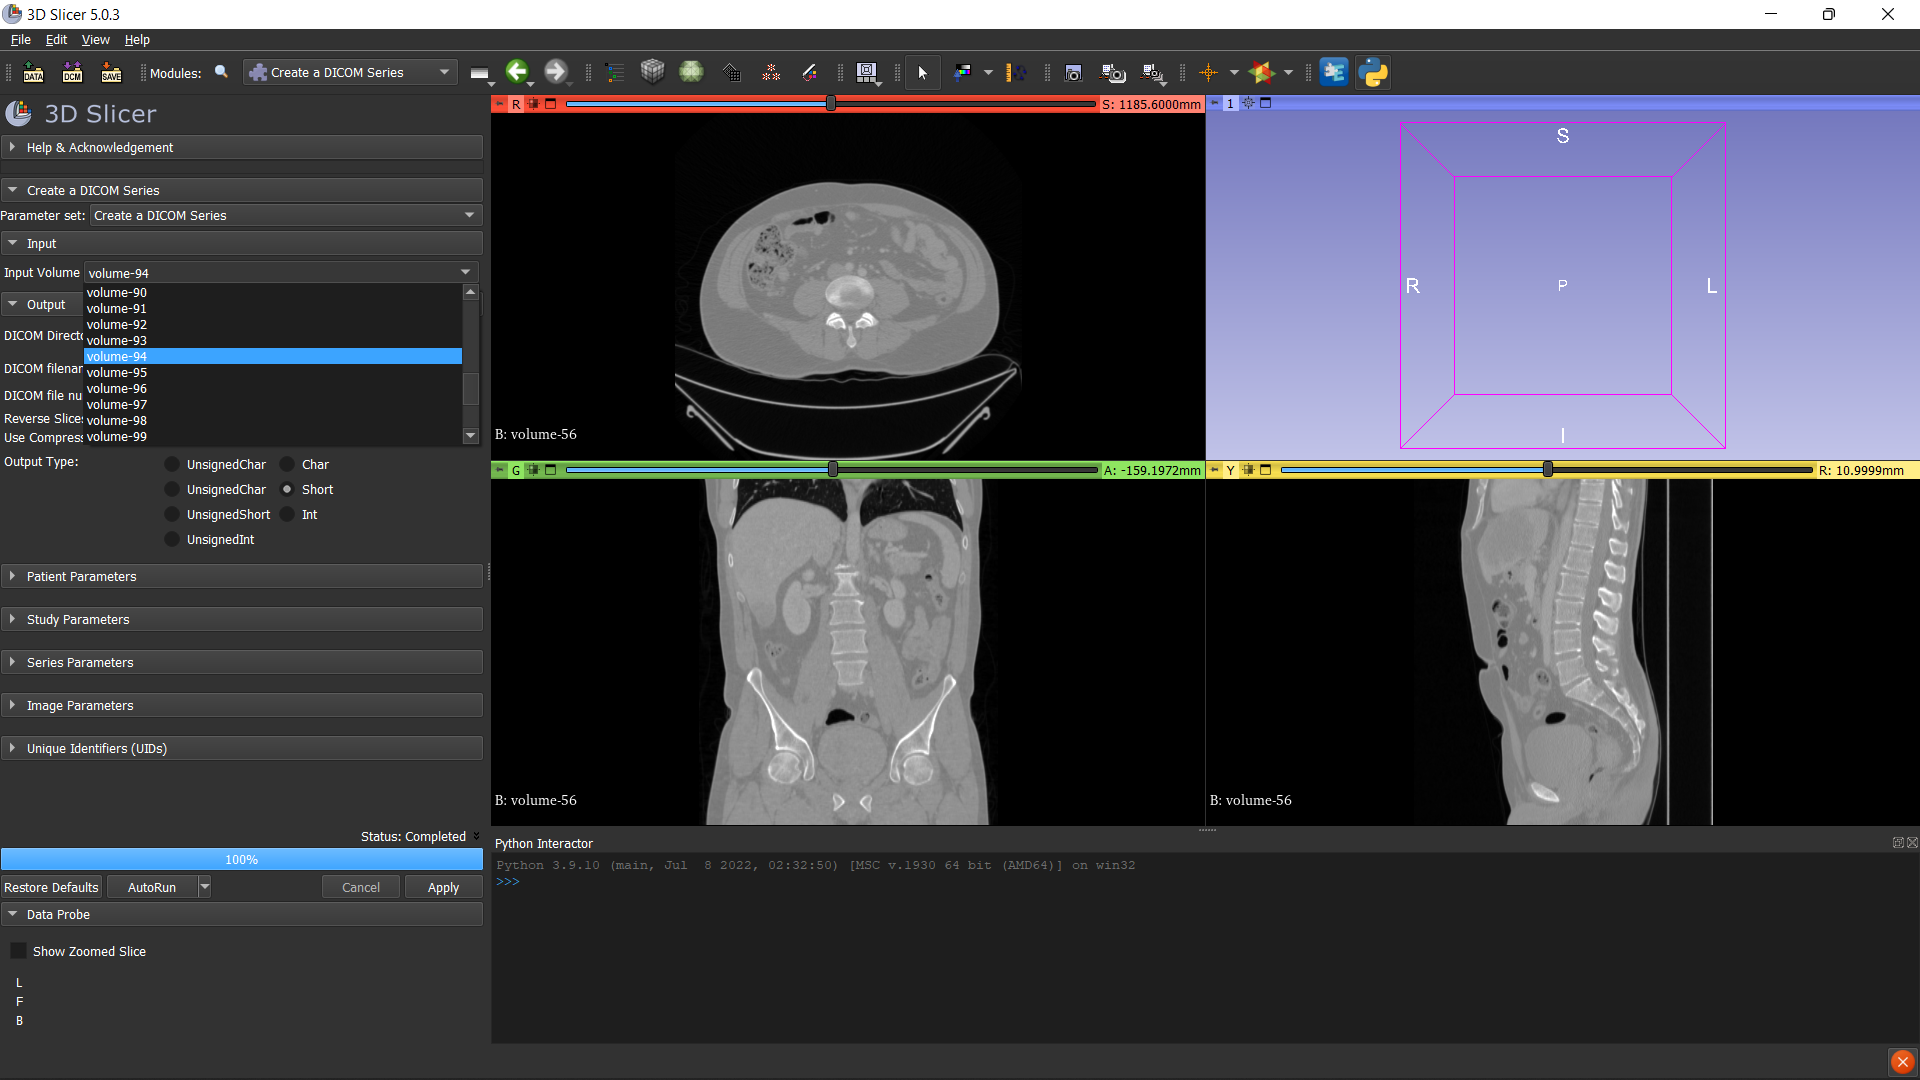 3D Slicer 5.0.3
File Edit View Help
DATA DCM SAVE Modules: Create a DICOM Series
3D Slicer
Help & Acknowledgement
Create a DICOM Series
Parameter set: Create a DICOM Series
Input
Input Volume volume-94
volume-90
Output
volume-91
volume-92
DICOM Directo
volume-93
volume-94
DICOM filenam
volume-95
volume-96
DICOM file nu
volume-97
Reverse Slices
volume-98
Use Compress
volume-99
Output Type:
UnsignedChar Char
UnsignedChar Short
UnsignedShort Int
UnsignedInt
Patient Parameters
Study Parameters
Series Parameters
Image Parameters
Unique Identifiers (UIDs)
Status: Completed
100%
Restore Defaults AutoRun Cancel Apply
Data Probe
Show Zoomed Slice
L
F
B
R S: 1185.6000mm
B: volume-56
1
S
R P L
I
G A: -159.1972mm
B: volume-56
Y R: 10.9999mm
B: volume-56
Python Interactor
Python 3.9.10 (main, Jul  8 2022, 02:32:50) [MSC v.1930 64 bit (AMD64)] on win32
>>>